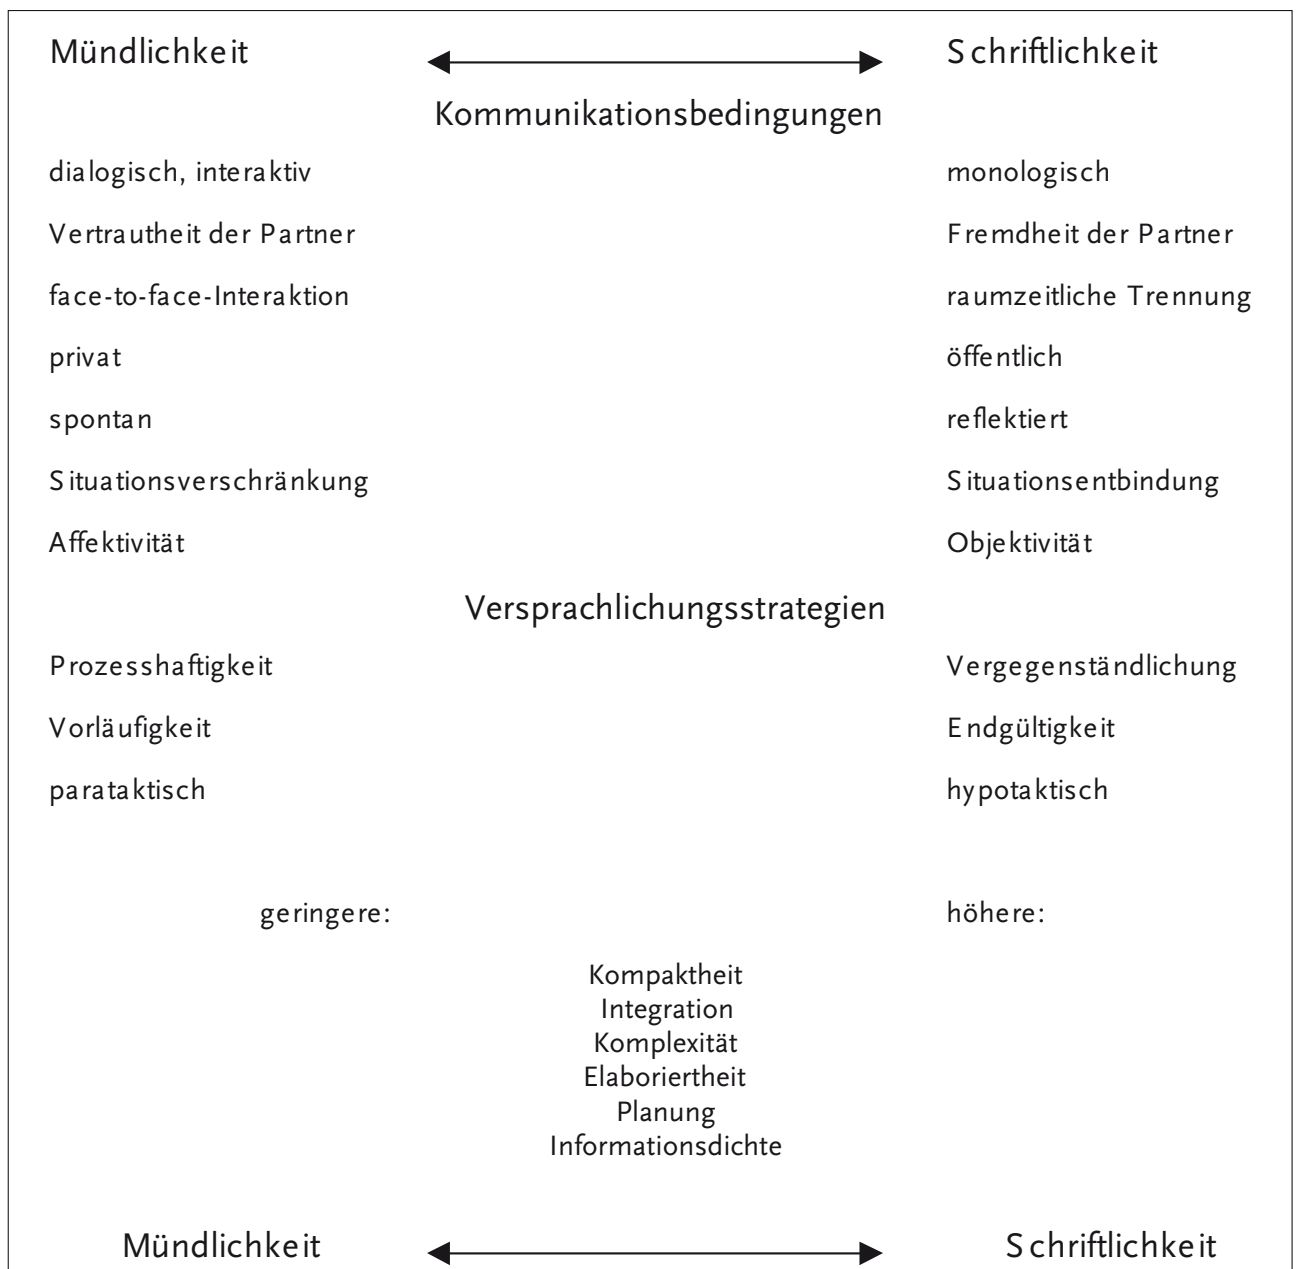 Mündlichkeit Schriftlichkeit
Kommunikationsbedingungen
dialogisch, interaktiv monologisch
Vertrautheit der Partner Fremdheit der Partner
face-to-face-Interaktion raumzeitliche Trennung
privat öffentlich
spontan reflektiert
Situationsverschränkung Situationsentbindung
Affektivität Objektivität
Versprachlichungsstrategien
Prozesshaftigkeit Vergegenständlichung
Vorläufigkeit Endgültigkeit
parataktisch hypotaktisch
geringere: höhere:
Kompaktheit
Integration
Komplexität
Elaboriertheit
Planung
Informationsdichte
Mündlichkeit Schriftlichkeit